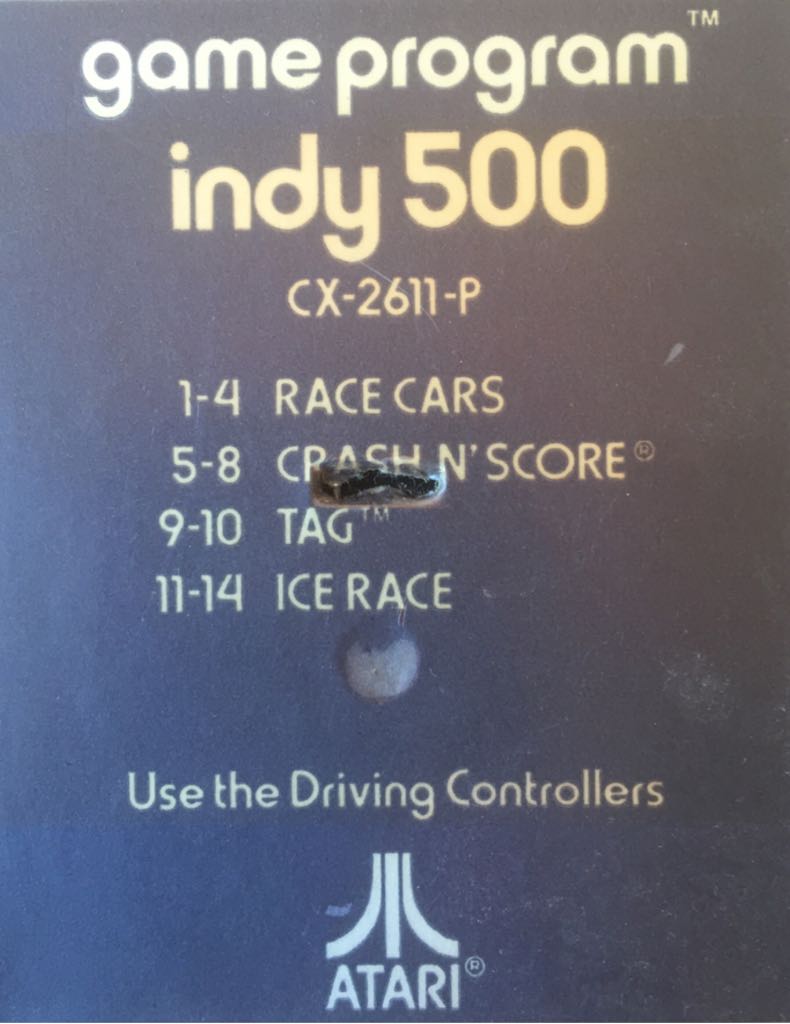 game program™
indy 500
CX-2611-P
1-4 RACE CARS
5-8 CRASH N' SCORE®
9-10 TAG™
11-14 ICE RACE
Use the Driving Controllers
ATARI®